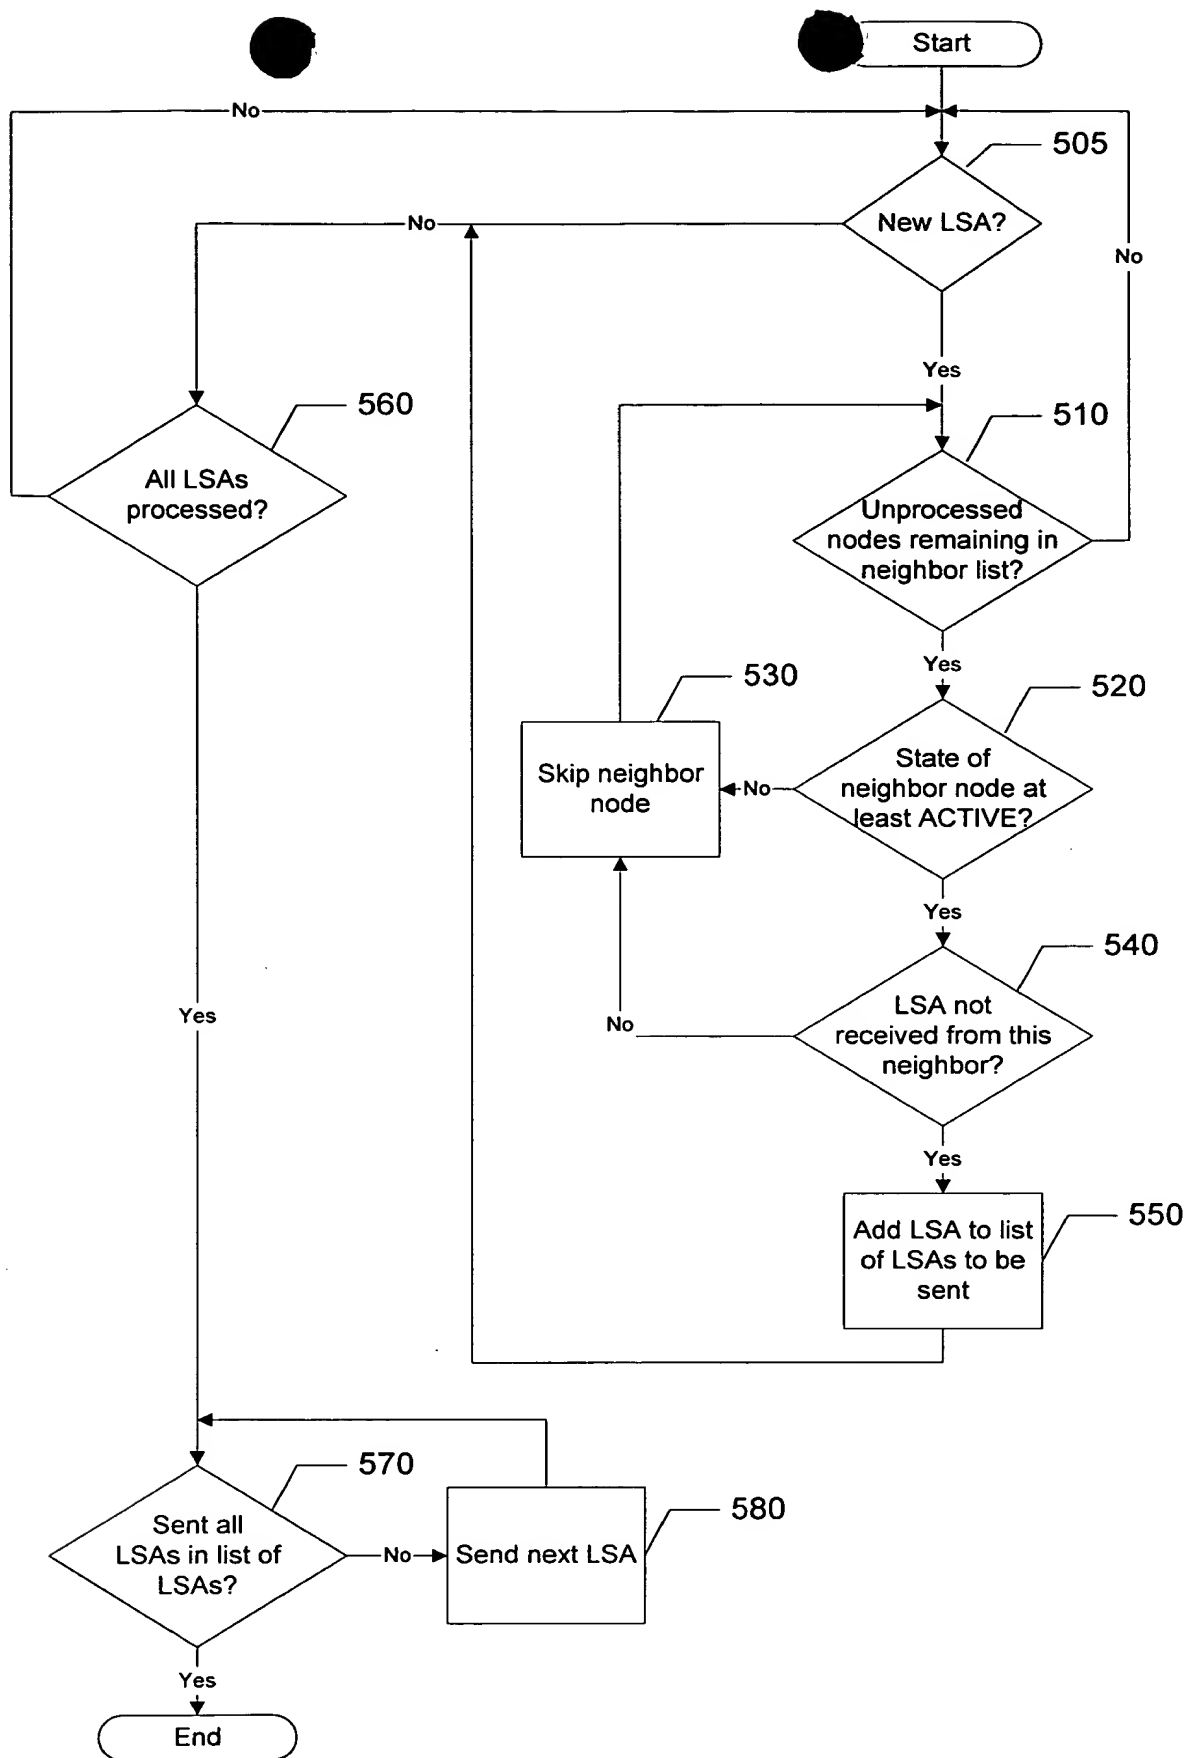 Start
No
505
New LSA?
No
No
Yes
560
510
All LSAs
processed?
Unprocessed
nodes remaining in
neighbor list?
Yes
530
520
Skip neighbor
node
No
State of
neighbor node at
least ACTIVE?
Yes
540
LSA not
received from this
neighbor?
No
Yes
Yes
550
Add LSA to list
of LSAs to be
sent
570
Sent all
LSAs in list of
LSAs?
No
580
Send next LSA
Yes
End